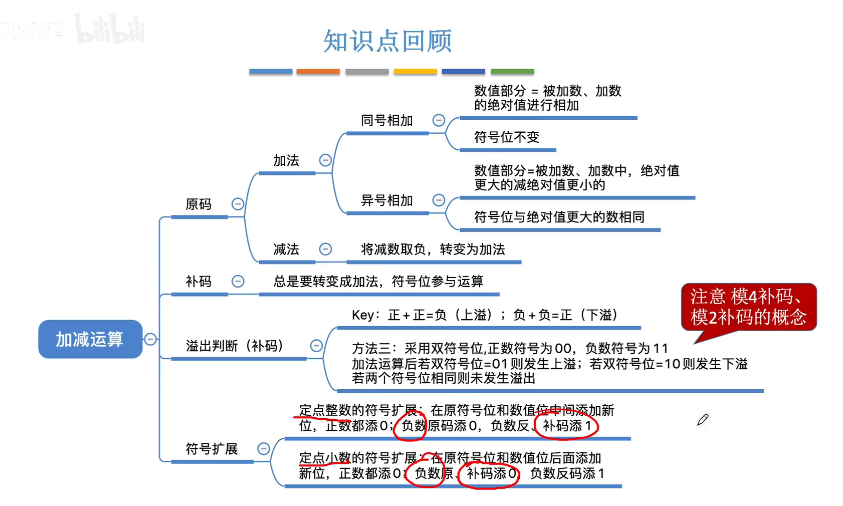 bilibili
知识点回顾
数值部分 = 被加数、加数
的绝对值进行相加
同号相加
符号位不变
加法
数值部分=被加数、加数中，绝对值
更大的减绝对值更小的
异号相加
原码
符号位与绝对值更大的数相同
减法
将减数取负，转变为加法
补码
总是要转变成加法，符号位参与运算
注意 模4补码、
模2补码的概念
Key：正＋正=负（上溢）；负＋负=正（下溢）
加减运算
溢出判断（补码）
方法三：采用双符号位,正数符号为00，负数符号为11
加法运算后若双符号位=01则发生上溢；若双符号位=10则发生下溢
若两个符号位相同则未发生溢出
定点整数的符号扩展：在原符号位和数值位中间添加新
位，正数都添0；负数原码添0，负数反、补码添1
符号扩展
定点小数的符号扩展：在原符号位和数值位后面添加
新位，正数都添0；负数原、补码添0，负数反码添1